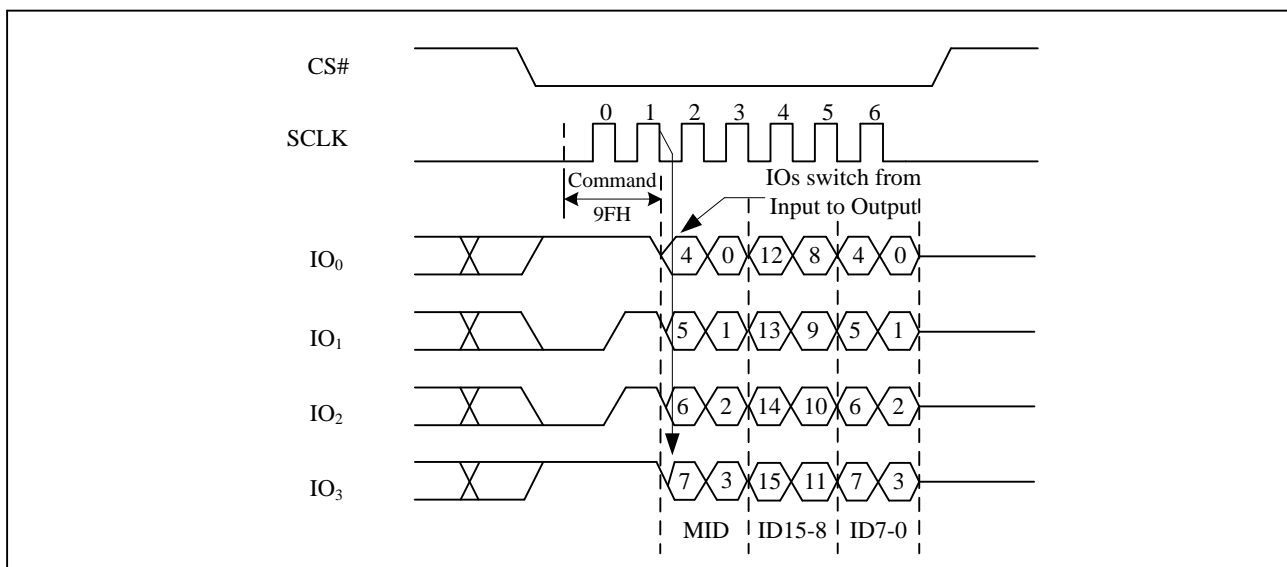 CS#
0 1 2 3 4 5 6
SCLK
Command
9FH
IOs switch from
Input to Output
IO₀ 4 0 12 8 4 0
IO₁ 5 1 13 9 5 1
IO₂ 6 2 14 10 6 2
IO₃ 7 3 15 11 7 3
MID ID15-8 ID7-0